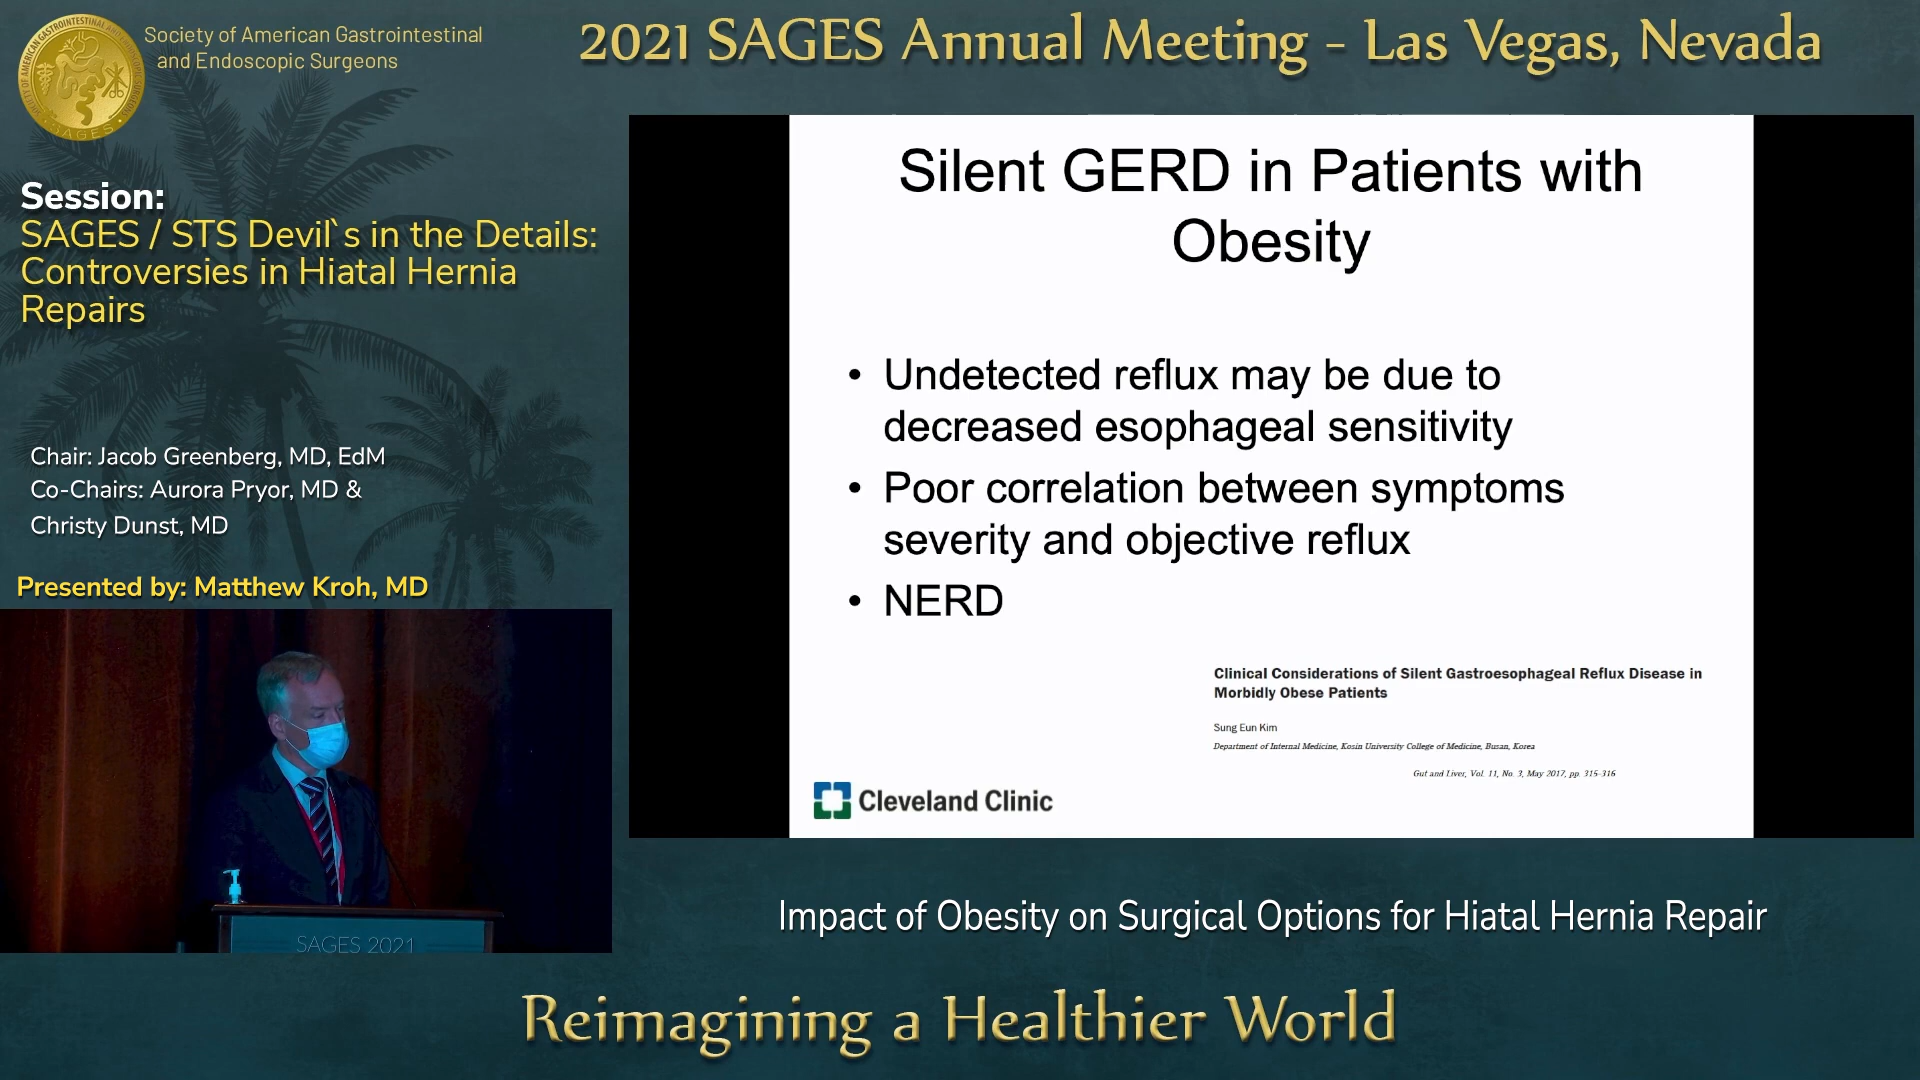 Society of American Gastrointestinal
and Endoscopic Surgeons
2021 SAGES Annual Meeting - Las Vegas, Nevada
Session:
SAGES / STS Devil`s in the Details:
Controversies in Hiatal Hernia
Repairs
Chair: Jacob Greenberg, MD, EdM
Co-Chairs: Aurora Pryor, MD &
Christy Dunst, MD
Presented by: Matthew Kroh, MD
SAGES 2021
Silent GERD in Patients with
Obesity
• Undetected reflux may be due to
decreased esophageal sensitivity
• Poor correlation between symptoms
severity and objective reflux
• NERD
Clinical Considerations of Silent Gastroesophageal Reflux Disease in
Morbidly Obese Patients
Sung Eun Kim
Department of Internal Medicine, Kosin University College of Medicine, Busan, Korea
Gut and Liver, Vol. 11, No. 3, May 2017, pp. 315-316
Cleveland Clinic
Impact of Obesity on Surgical Options for Hiatal Hernia Repair
Reimagining a Healthier World